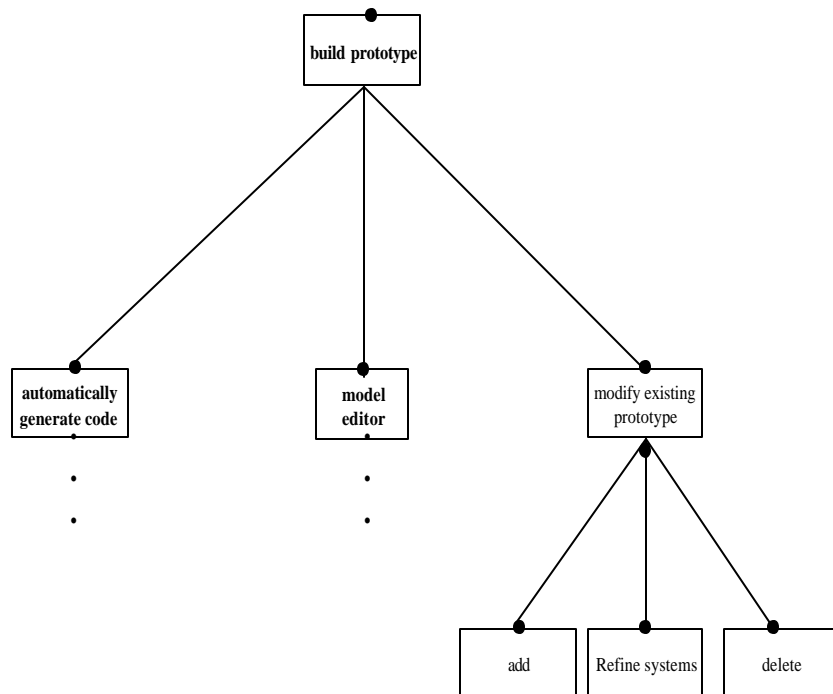 build prototype
automatically
generate code
model
editor
modify existing
prototype
add
Refine systems
delete